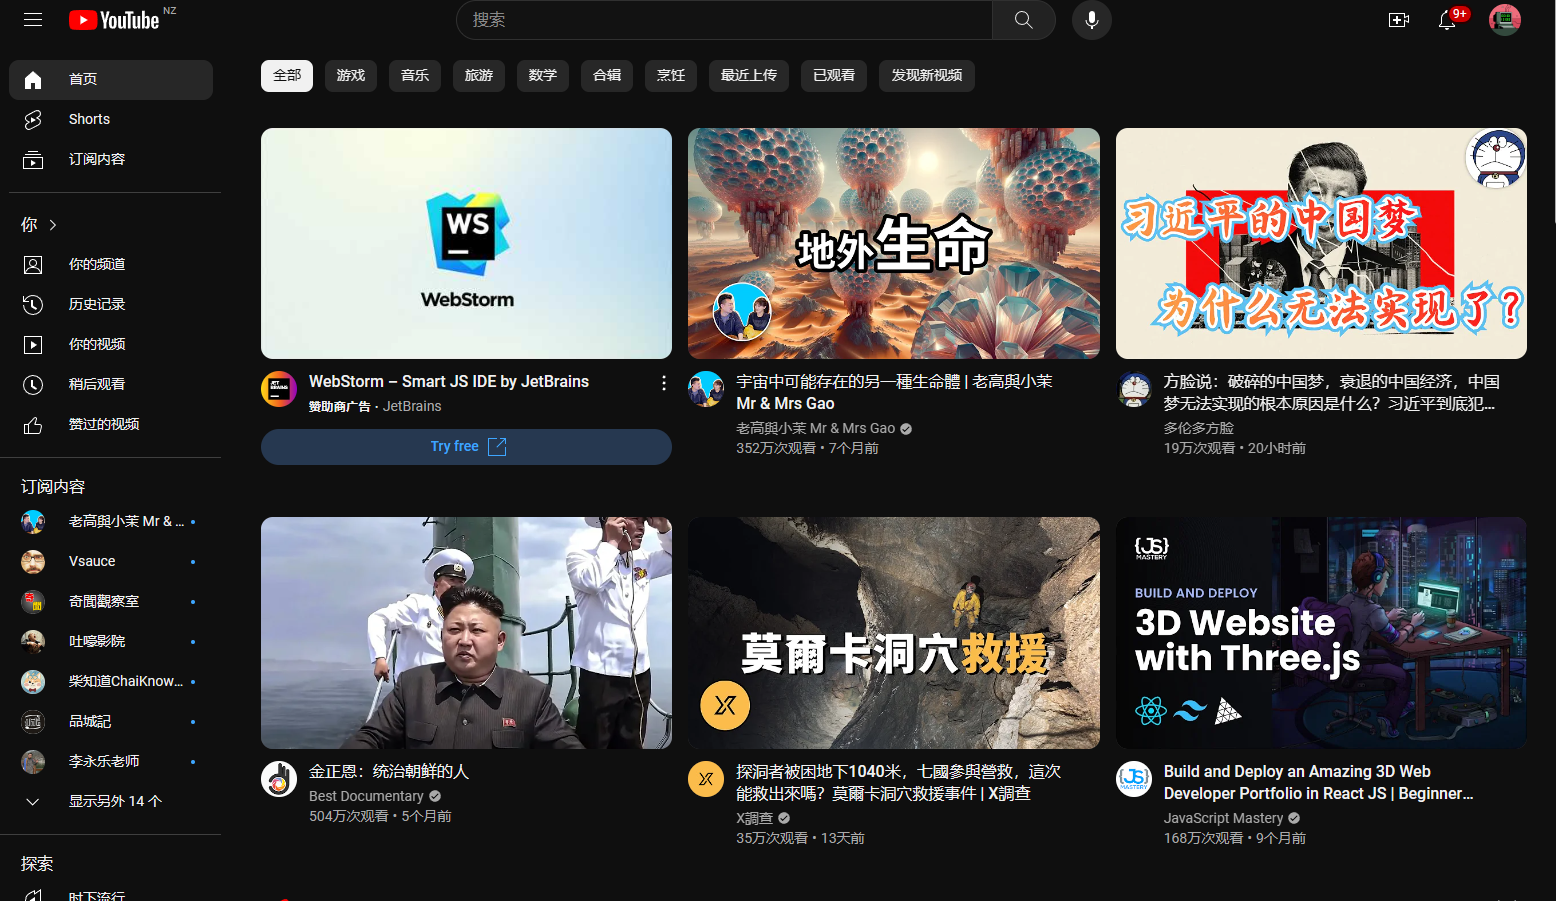 YouTube NZ
搜索
9+
首页
Shorts
订阅内容
你
你的频道
历史记录
你的视频
稍后观看
赞过的视频
订阅内容
老高與小茉 Mr & ...
Vsauce
奇聞觀察室
吐嚎影院
柴知道ChaiKnow...
品城記
李永乐老师
显示另外 14 个
探索
时下流行
全部
游戏
音乐
旅游
数学
合辑
烹饪
最近上传
已观看
发现新视频
WS
WebStorm
JET BRAINS
WebStorm – Smart JS IDE by JetBrains
赞助商广告 · JetBrains
Try free
地外生命
宇宙中可能存在的另一種生命體 | 老高與小茉
Mr & Mrs Gao
老高與小茉 Mr & Mrs Gao
352万次观看 • 7个月前
习近平的中国梦
为什么无法实现了？
方脸说：破碎的中国梦，衰退的中国经济，中国
梦无法实现的根本原因是什么？习近平到底犯...
多伦多方脸
19万次观看 • 20小时前
金正恩：统治朝鲜的人
Best Documentary
504万次观看 • 5个月前
莫爾卡洞穴救援
X
探洞者被困地下1040米，七國參與營救，這次
能救出來嗎？莫爾卡洞穴救援事件 | X調查
X調查
35万次观看 • 13天前
{JS}
MASTERY
BUILD AND DEPLOY
3D Website
with Three.js
{JS}
MASTERY
Build and Deploy an Amazing 3D Web
Developer Portfolio in React JS | Beginner...
JavaScript Mastery
168万次观看 • 9个月前